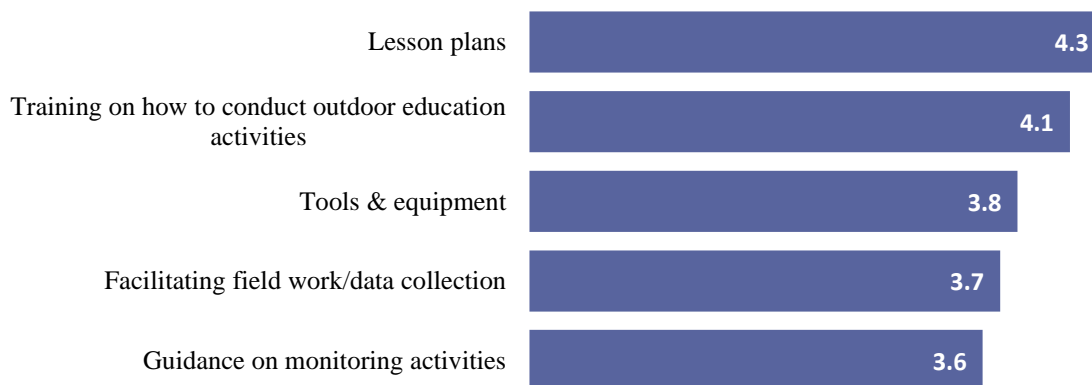 Lesson plans 4.3
Training on how to conduct outdoor education
activities 4.1
Tools & equipment 3.8
Facilitating field work/data collection 3.7
Guidance on monitoring activities 3.6